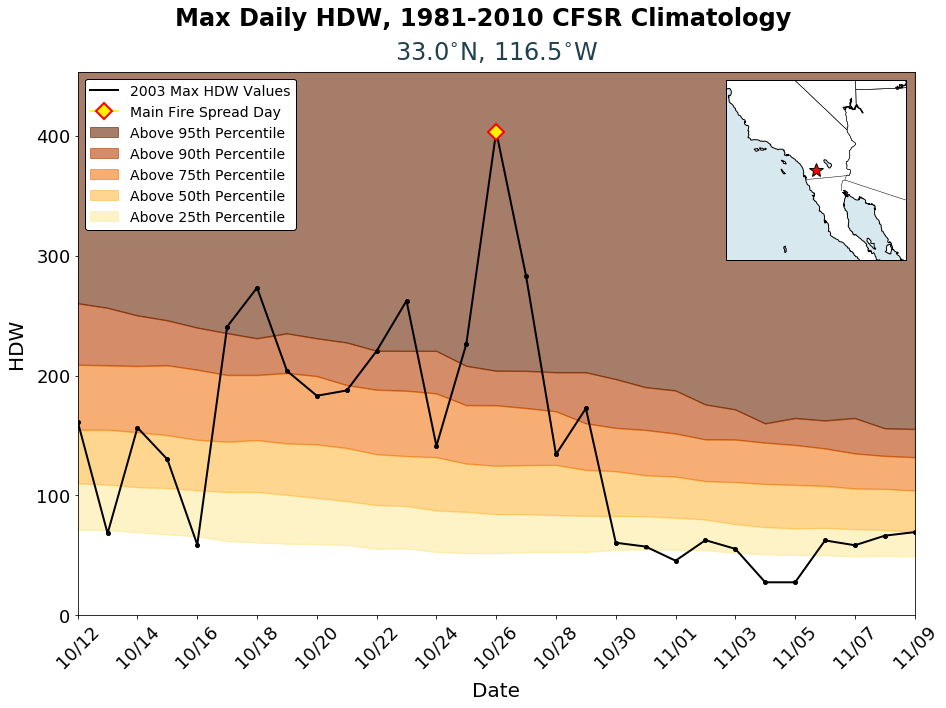 Max Daily HDW, 1981-2010 CFSR Climatology
33.0°N, 116.5°W
2003 Max HDW Values
Main Fire Spread Day
Above 95th Percentile
Above 90th Percentile
Above 75th Percentile
Above 50th Percentile
Above 25th Percentile
HDW
400
300
200
100
0
10/12 10/14 10/16 10/18 10/20 10/22 10/24 10/26 10/28 10/30 11/01 11/03 11/05 11/07 11/09
Date